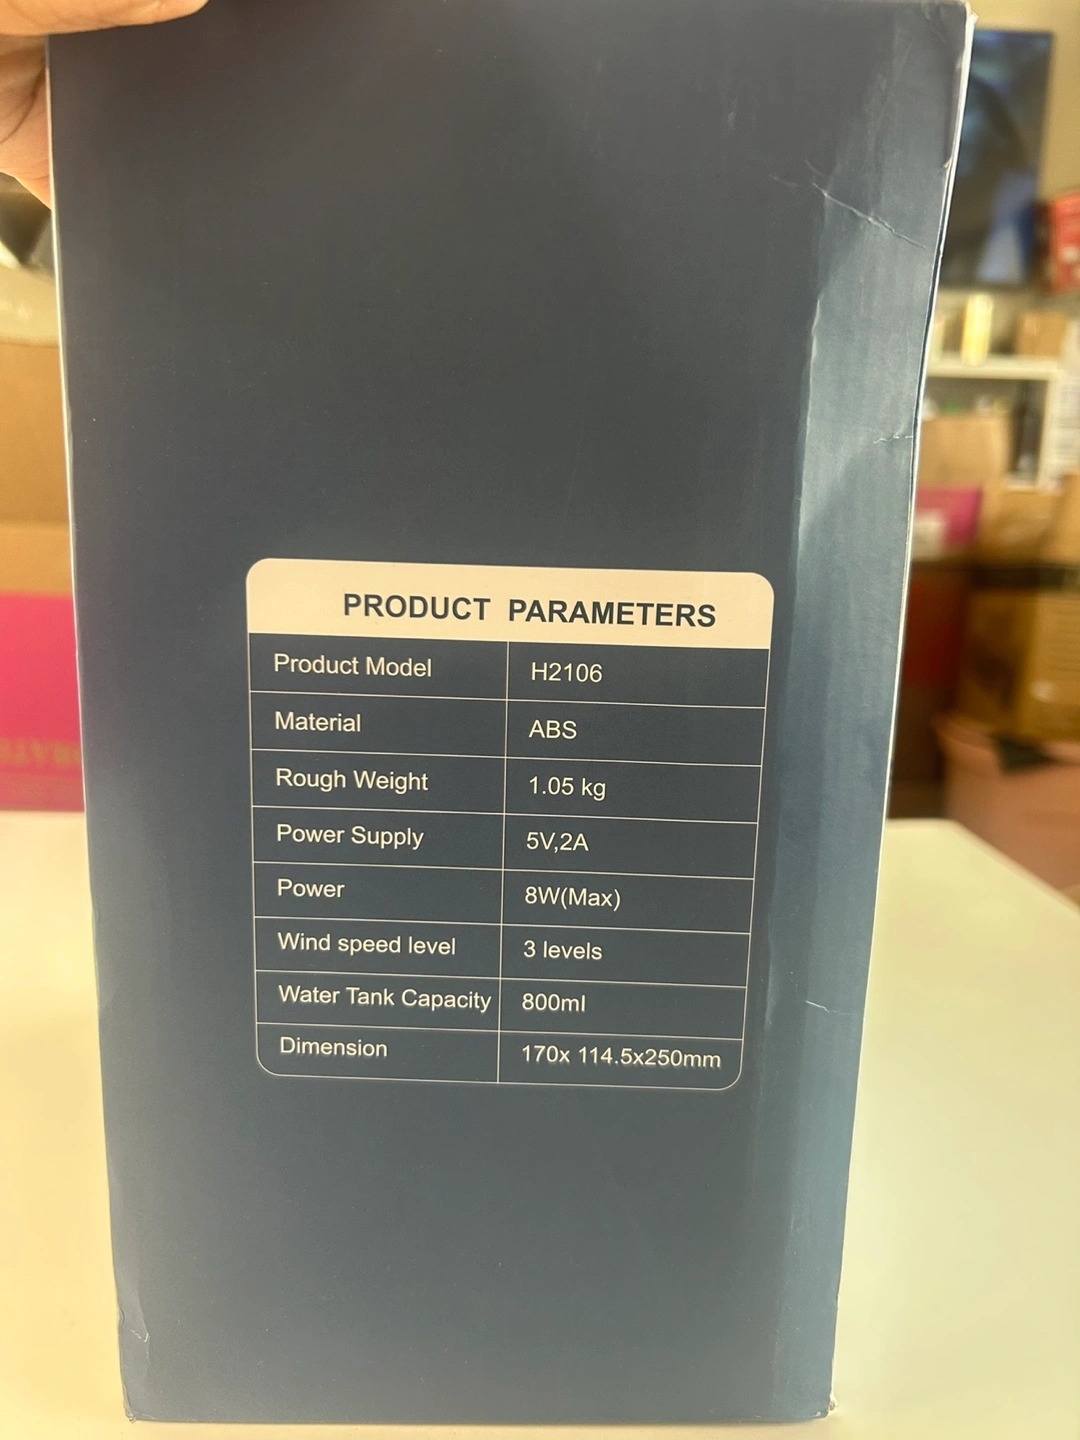 PRODUCT PARAMETERS
Product Model H2106
Material ABS
Rough Weight 1.05 kg
Power Supply 5V,2A
Power 8W(Max)
Wind speed level 3 levels
Water Tank Capacity 800ml
Dimension 170x 114.5x250mm